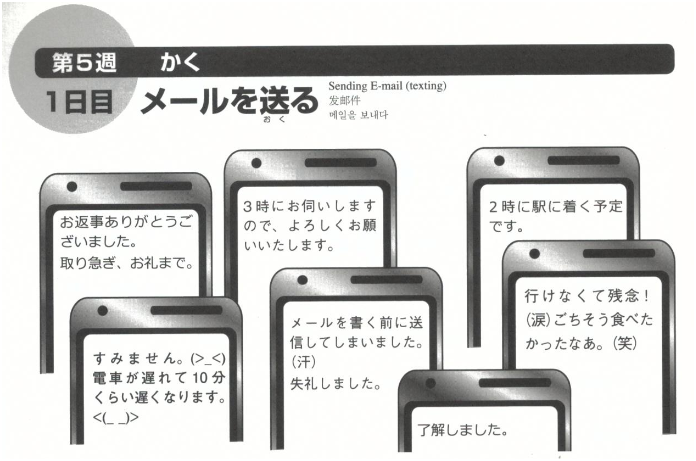 第5週 かく
1日目 メールを送る
おく
Sending E-mail (texting)
发邮件
메일을 보내다
お返事ありがとうご
ざいました。
取り急ぎ、お礼まで。
3時にお伺いします
ので、よろしくお願
いいたします。
2時に駅に着く予定
です。
すみません。(>_<)
電車が遅れて10分
くらい遅くなります。
<(_ _)>
メールを書く前に送
信してしまいました。
(汗)
失礼しました。
行けなくて残念！
(涙)ごちそう食べた
かったなあ。(笑)
了解しました。